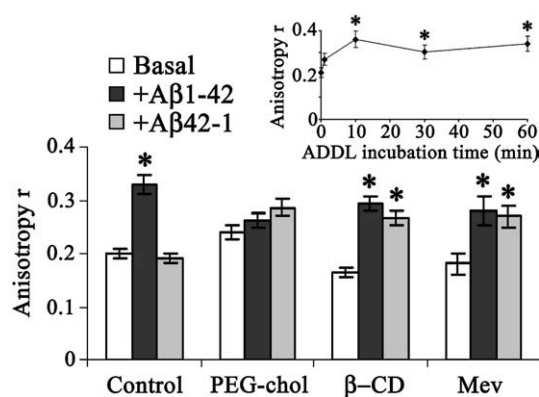 Anisotropy r
0.4
0.2
0
* * *
0 10 20 30 40 50 60
ADDL incubation time (min)
Basal
+Aβ1-42
+Aβ42-1
Anisotropy r
0.4
0.3
0.2
0.1
0
* * * * *
Control PEG-chol β–CD Mev